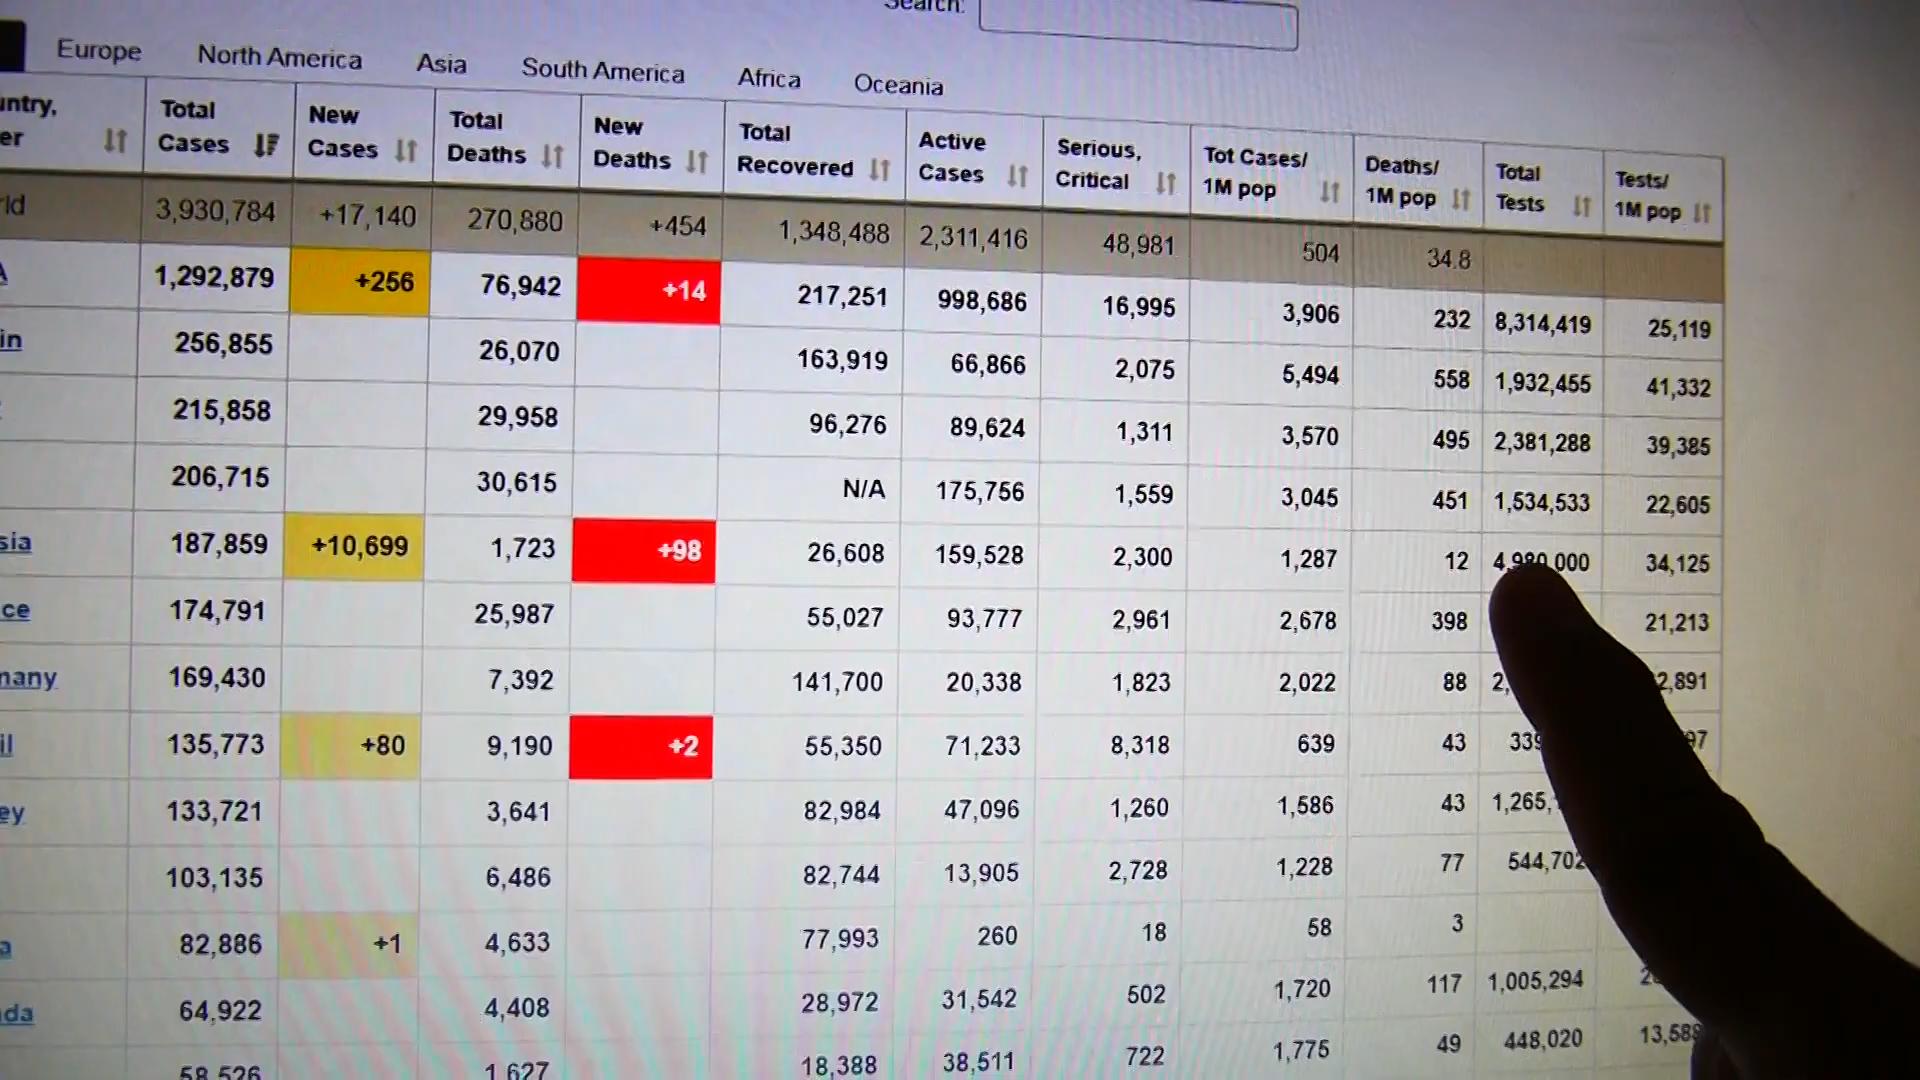 Search:
Europe North America Asia South America Africa Oceania
Total Cases New Cases Total Deaths New Deaths Total Recovered Active Cases Serious, Critical Tot Cases/ 1M pop Deaths/ 1M pop Total Tests Tests/ 1M pop
3,930,784 +17,140 270,880 +454 1,348,488 2,311,416 48,981 504 34.8
1,292,879 +256 76,942 +14 217,251 998,686 16,995 3,906 232 8,314,419 25,119
256,855 26,070 163,919 66,866 2,075 5,494 558 1,932,455 41,332
215,858 29,958 96,276 89,624 1,311 3,570 495 2,381,288 39,385
206,715 30,615 N/A 175,756 1,559 3,045 451 1,534,533 22,605
187,859 +10,699 1,723 +98 26,608 159,528 2,300 1,287 12 4,980,000 34,125
174,791 25,987 55,027 93,777 2,961 2,678 398 21,213
169,430 7,392 141,700 20,338 1,823 2,022 88
135,773 +80 9,190 +2 55,350 71,233 8,318 639 43
133,721 3,641 82,984 47,096 1,260 1,586 43
103,135 6,486 82,744 13,905 2,728 1,228 77 544,702
82,886 +1 4,633 77,993 260 18 58 3
64,922 4,408 28,972 31,542 502 1,720 117 1,005,294
58,526 1,627 18,388 38,511 722 1,775 49 448,020 13,588